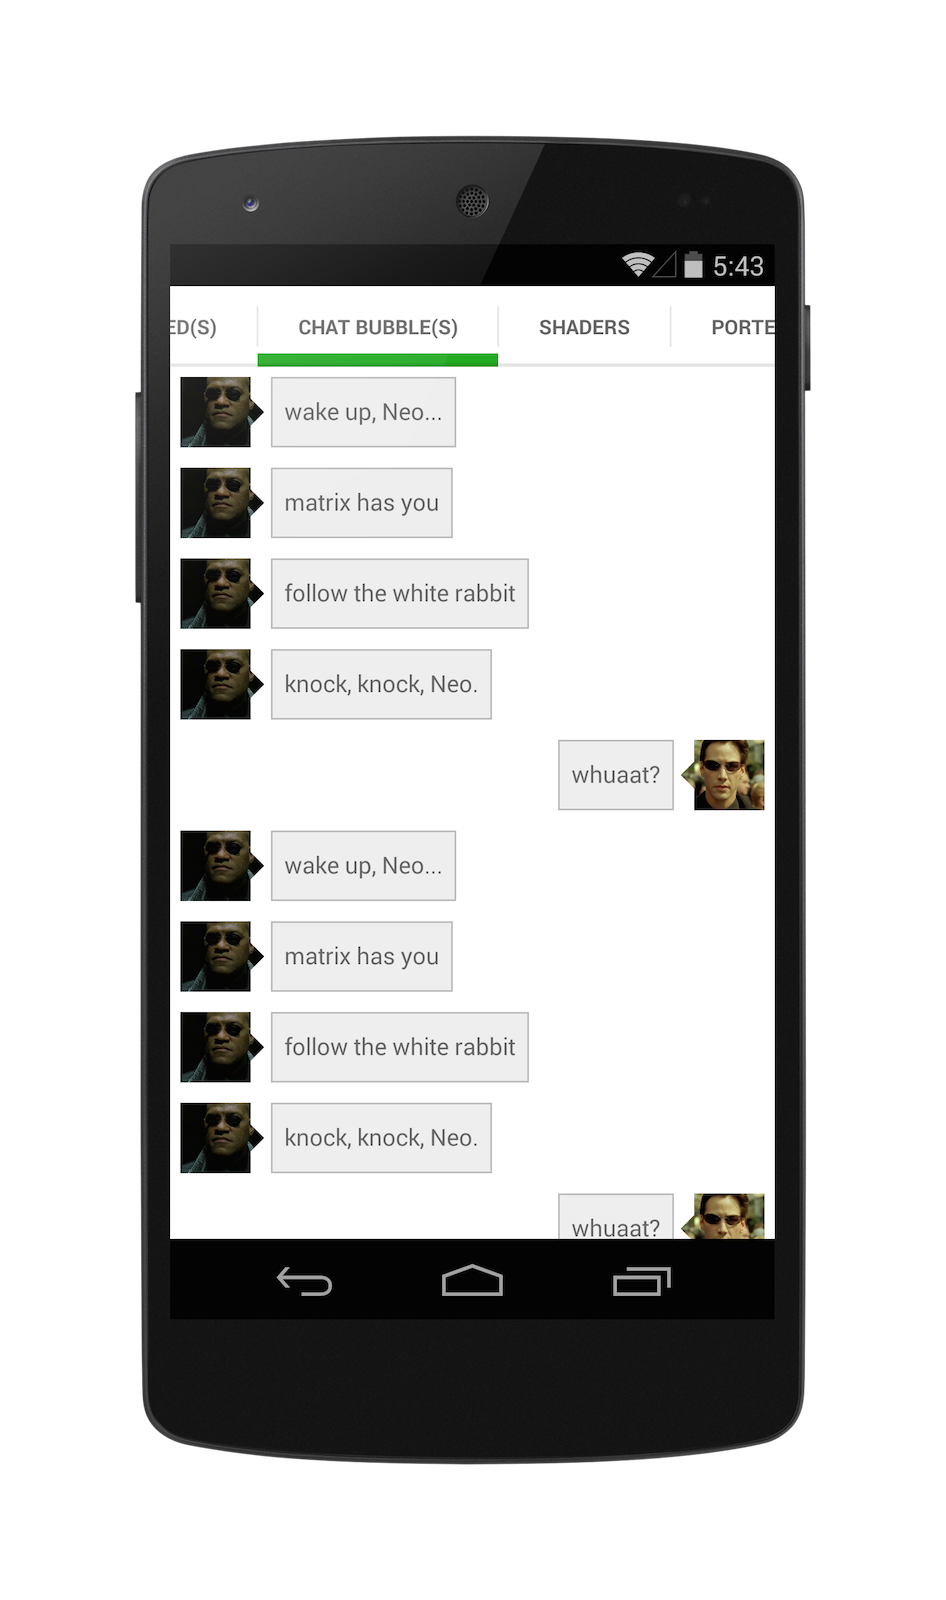 5:43
ED(S) CHAT BUBBLE(S) SHADERS PORTE
wake up, Neo...
matrix has you
follow the white rabbit
knock, knock, Neo.
whuaat?
wake up, Neo...
matrix has you
follow the white rabbit
knock, knock, Neo.
whuaat?